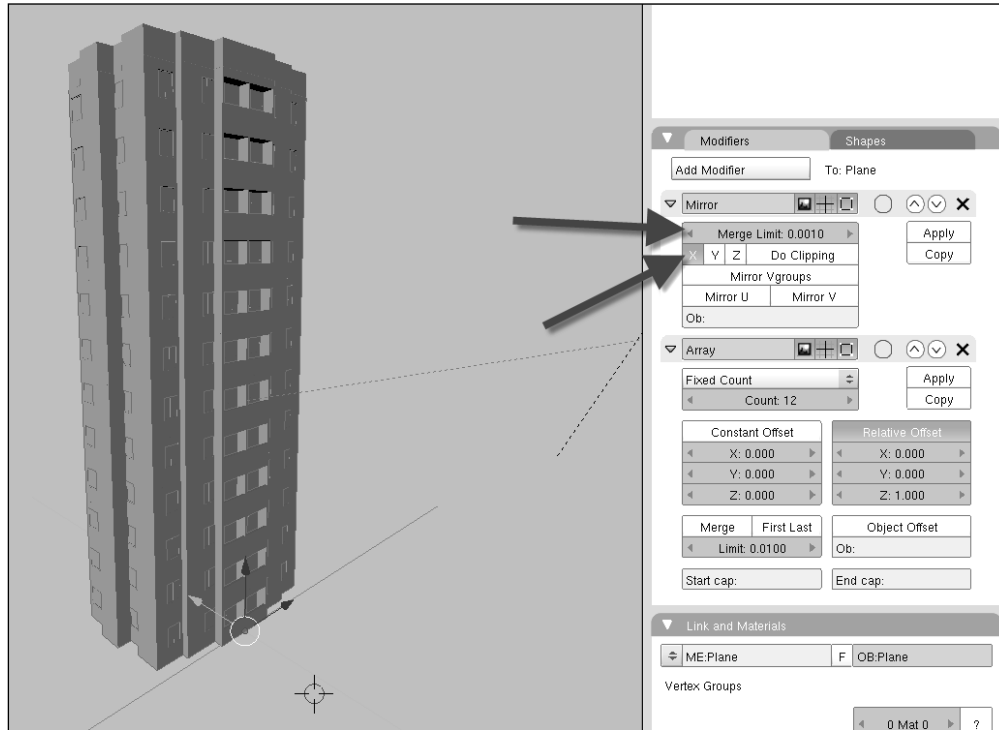 Modifiers Shapes
Add Modifier To: Plane
Mirror
Merge Limit: 0.0010 Apply
X Y Z Do Clipping Copy
Mirror Vgroups
Mirror U Mirror V
Ob:
Array
Fixed Count Apply
Count: 12 Copy
Constant Offset Relative Offset
X: 0.000 X: 0.000
Y: 0.000 Y: 0.000
Z: 0.000 Z: 1.000
Merge First Last Object Offset
Limit: 0.0100 Ob:
Start cap: End cap:
Link and Materials
ME:Plane F OB:Plane
Vertex Groups
0 Mat 0 ?